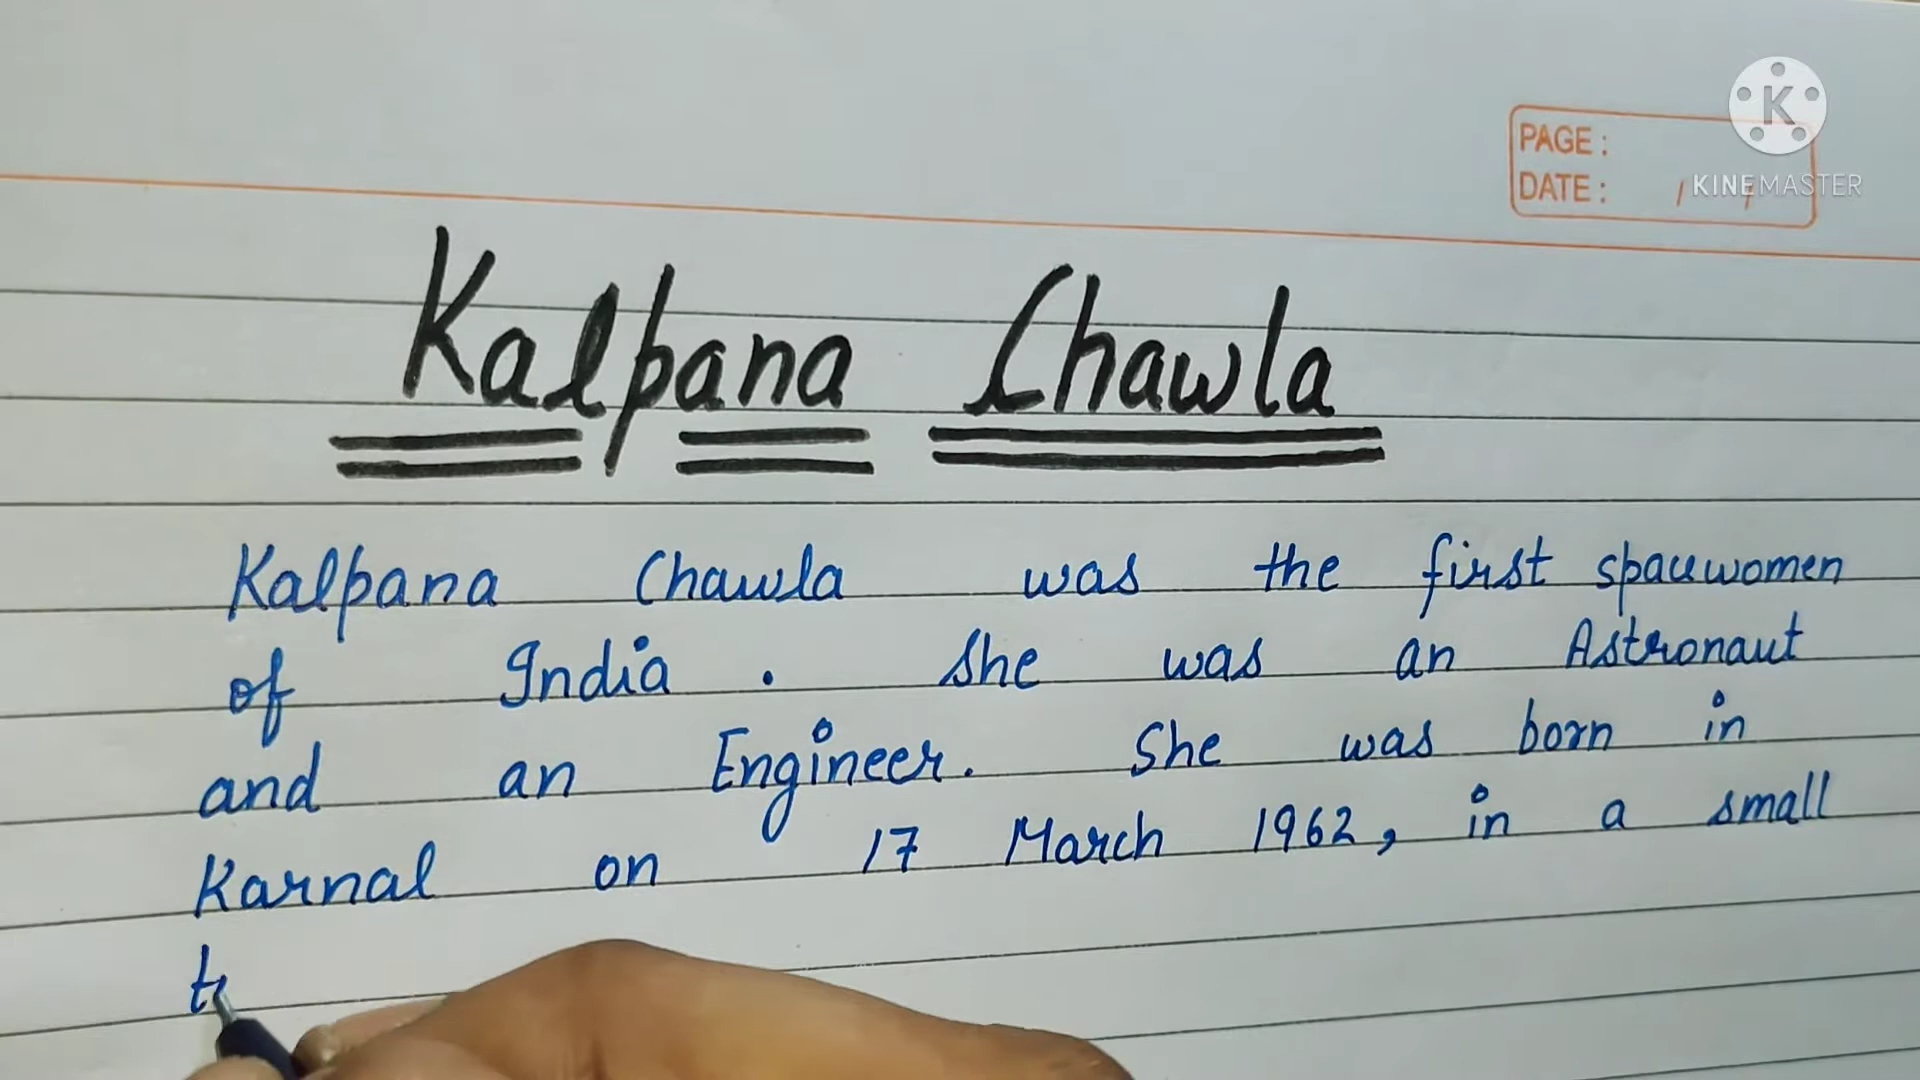 PAGE :
DATE : / /
K
KINEMASTER
Kalpana Chawla
Kalpana Chawla was the first spacewomen
of India . She was an Astronaut
and an Engineer. She was born in
Karnal on 17 March 1962, in a small